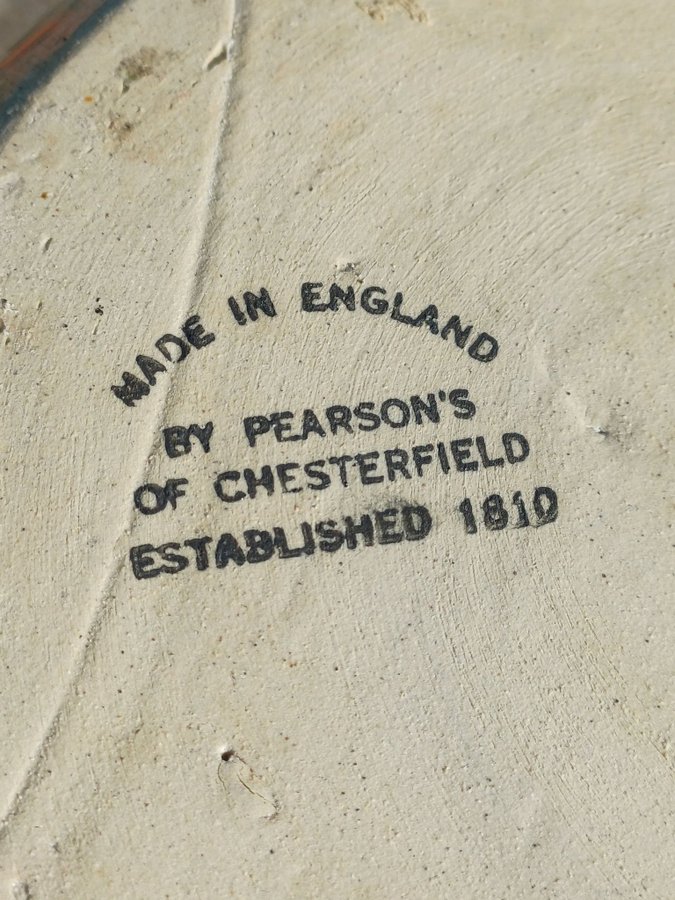 MADE IN ENGLAND
BY PEARSON'S
OF CHESTERFIELD
ESTABLISHED 1810